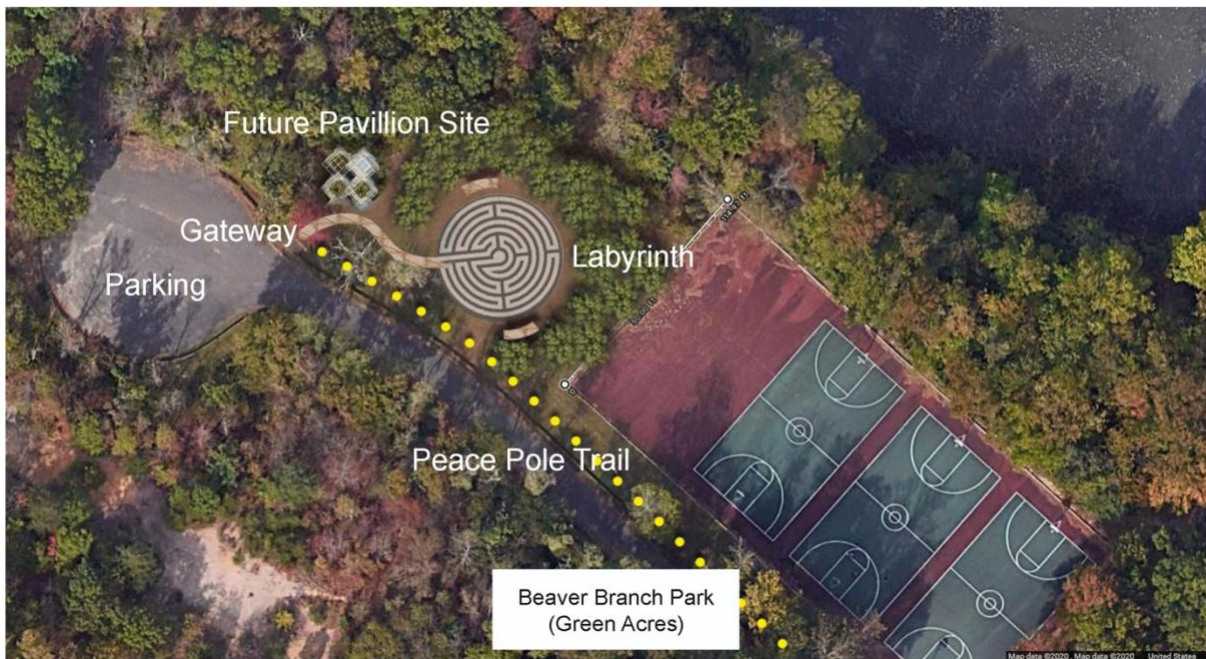 Future Pavillion Site
Gateway
Labyrinth
Parking
Peace Pole Trail
Beaver Branch Park
(Green Acres)
Map data ©2020 , Map data ©2020 United States